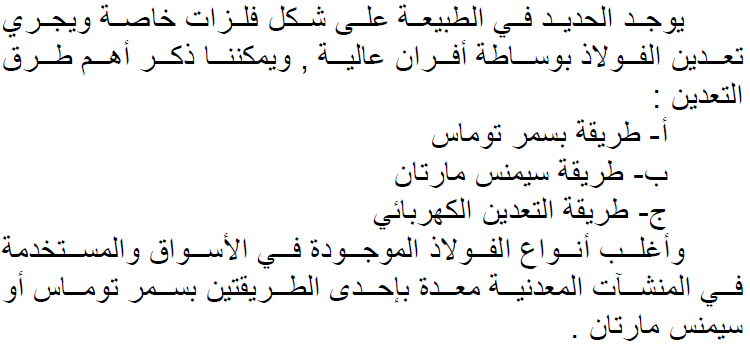 يوجد الحديد في الطبيعة على شكل فلزات خاصة ويجري
تعدين الفولاذ بوساطة أفران عالية , ويمكننا ذكر أهم طرق
التعدين :
أ- طريقة بسمر توماس
ب- طريقة سيمنس مارتان
ج- طريقة التعدين الكهربائي
وأغلب أنواع الفولاذ الموجودة في الأسواق والمستخدمة
في المنشآت المعدنية معدة بإحدى الطريقتين بسمر توماس أو
سيمنس مارتان .